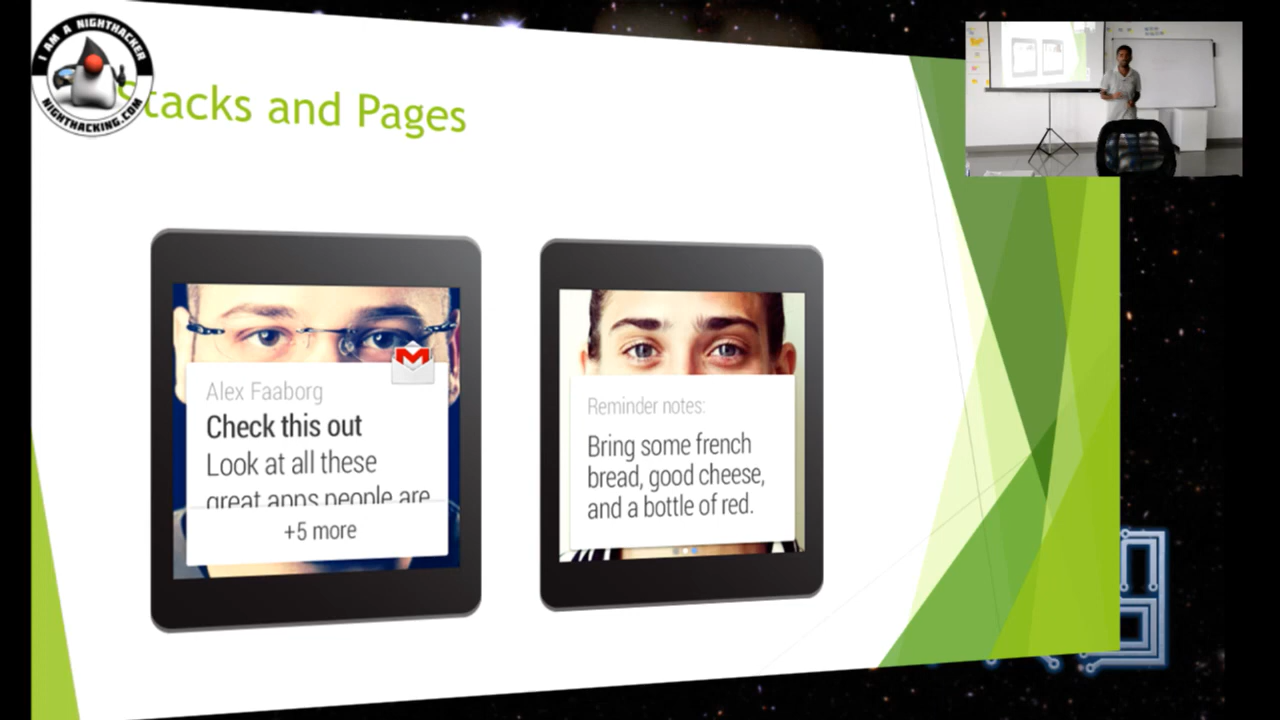 I AM A NIGHTHACKER
NIGHTHACKING.COM
Stacks and Pages
Alex Faaborg
Check this out
Look at all these
great apps people are
+5 more
Reminder notes:
Bring some french
bread, good cheese,
and a bottle of red.